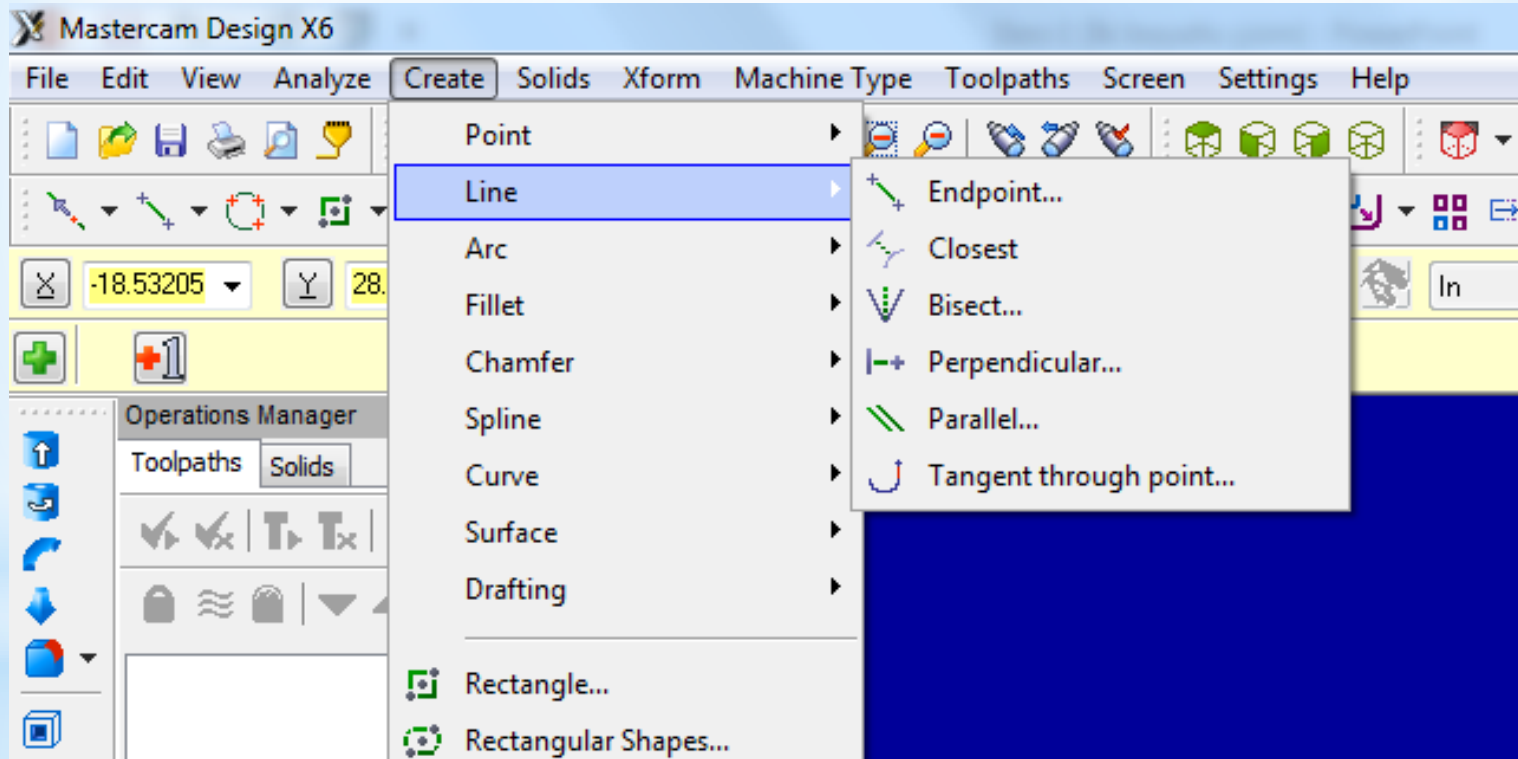 Mastercam Design X6
File Edit View Analyze Create Solids Xform Machine Type Toolpaths Screen Settings Help
Point
Line
Endpoint...
Arc
Closest
X -18.53205 Y 28.
In
Fillet
Bisect...
Chamfer
Perpendicular...
Operations Manager
Spline
Parallel...
Toolpaths Solids
Curve
Tangent through point...
Surface
Drafting
Rectangle...
Rectangular Shapes...